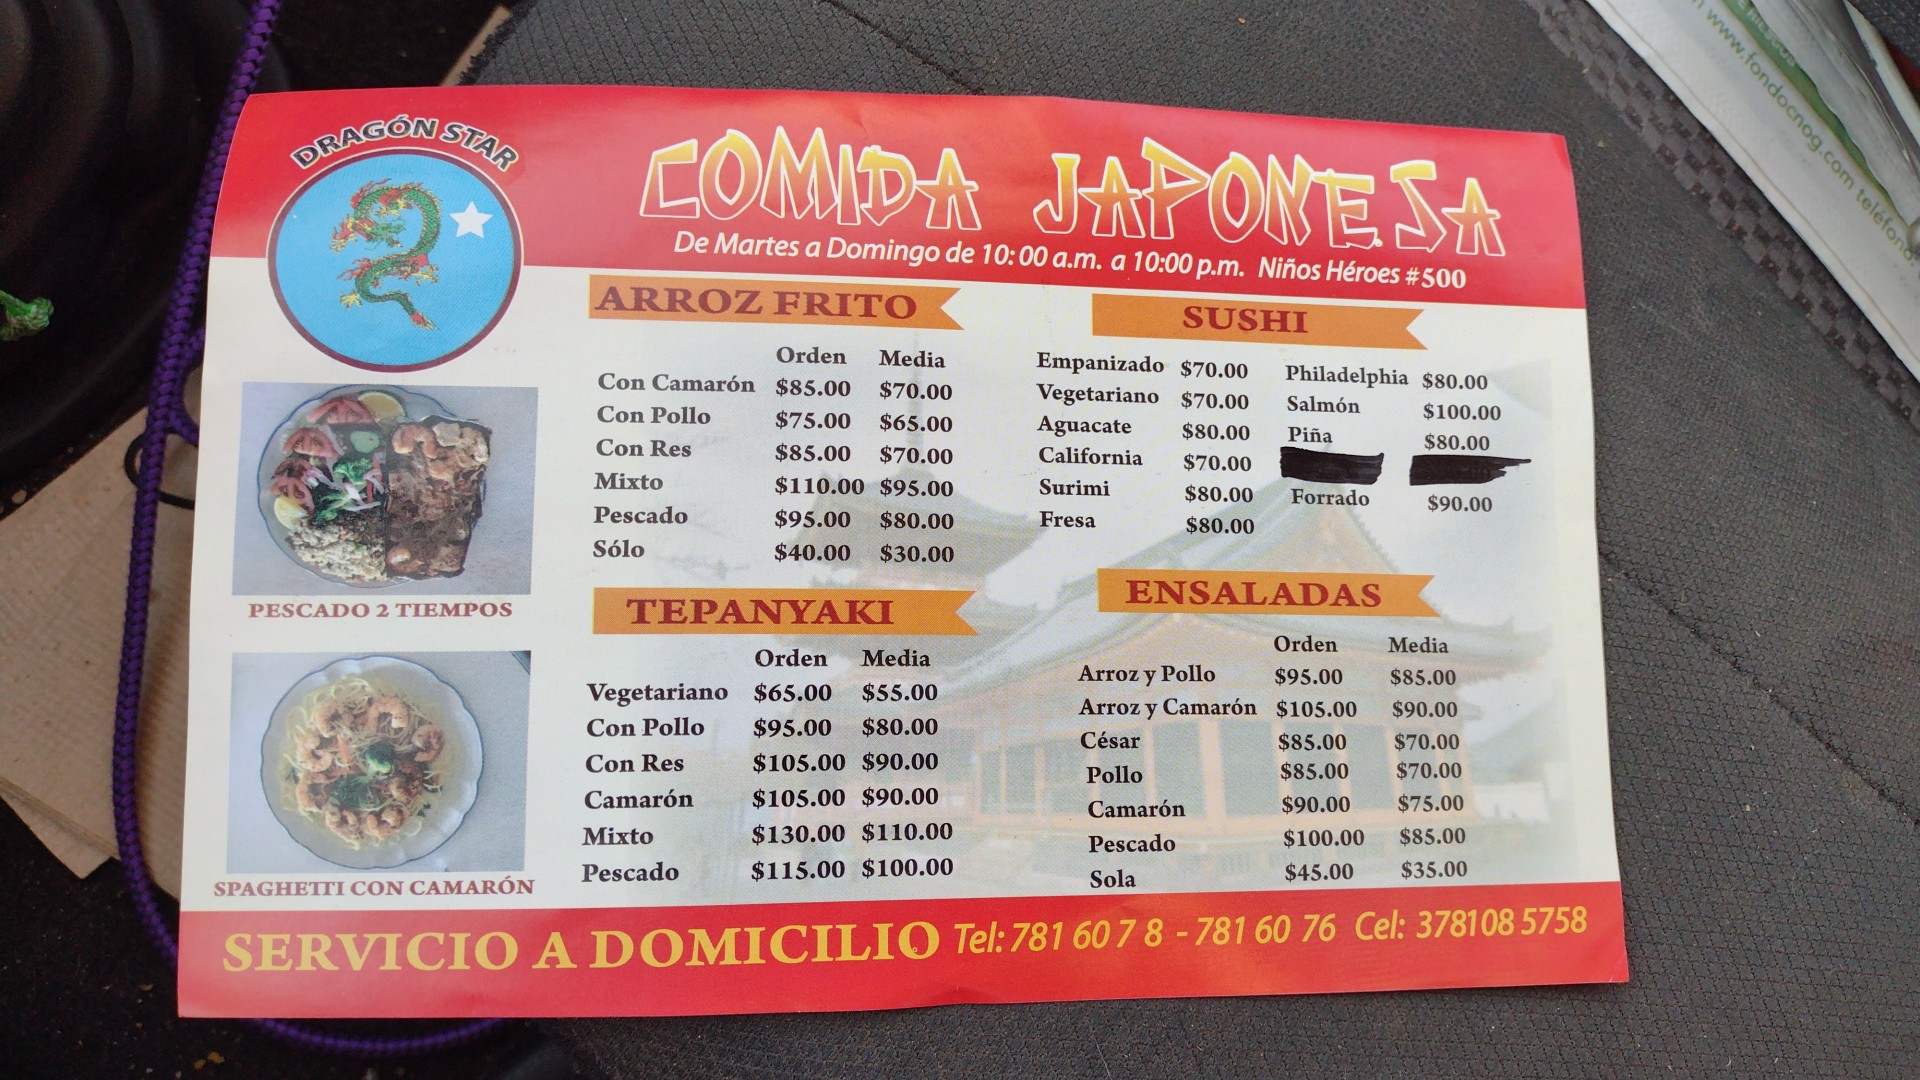 DRAGÓN STAR
COMIDA JAPONESA
De Martes a Domingo de 10:00 a.m. a 10:00 p.m. Niños Héroes #500
ARROZ FRITO
Orden Media
Con Camarón $85.00 $70.00
Con Pollo $75.00 $65.00
Con Res $85.00 $70.00
Mixto $110.00 $95.00
Pescado $95.00 $80.00
Sólo $40.00 $30.00
SUSHI
Empanizado $70.00
Vegetariano $70.00
Aguacate $80.00
California $70.00
Surimi $80.00
Fresa $80.00
Philadelphia $80.00
Salmón $100.00
Piña $80.00
Forrado $90.00
PESCADO 2 TIEMPOS
SPAGHETTI CON CAMARÓN
TEPANYAKI
Orden Media
Vegetariano $65.00 $55.00
Con Pollo $95.00 $80.00
Con Res $105.00 $90.00
Camarón $105.00 $90.00
Mixto $130.00 $110.00
Pescado $115.00 $100.00
ENSALADAS
Orden Media
Arroz y Pollo $95.00 $85.00
Arroz y Camarón $105.00 $90.00
César $85.00 $70.00
Pollo $85.00 $70.00
Camarón $90.00 $75.00
Pescado $100.00 $85.00
Sola $45.00 $35.00
SERVICIO A DOMICILIO Tel: 781 60 7 8 - 781 60 76 Cel: 378108 5758
www.fondocnog.com teléfono